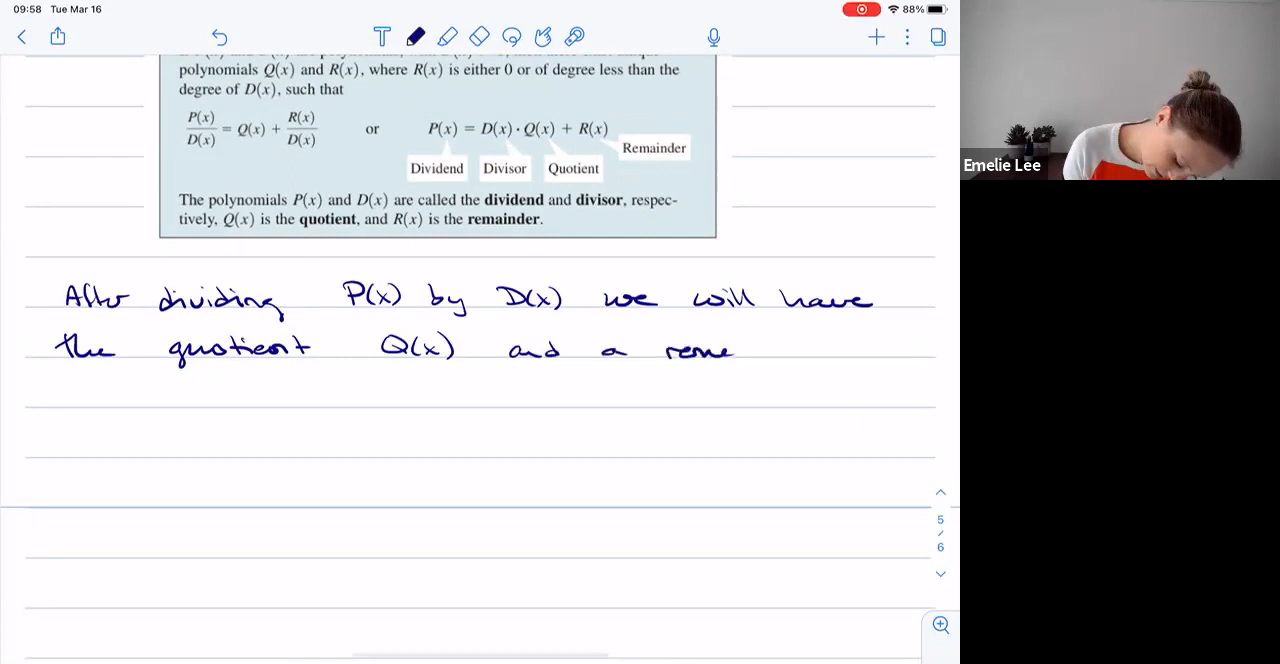 09:58 Tue Mar 16
88%
polynomials Q(x) and R(x), where R(x) is either 0 or of degree less than the
degree of D(x), such that
P(x)/D(x) = Q(x) + R(x)/D(x) or P(x) = D(x) · Q(x) + R(x)
Remainder
Dividend Divisor Quotient
The polynomials P(x) and D(x) are called the dividend and divisor, respec-
tively, Q(x) is the quotient, and R(x) is the remainder.
After dividing P(x) by D(x) we will have
the quotient Q(x) and a reme
5
/
6
Emelie Lee